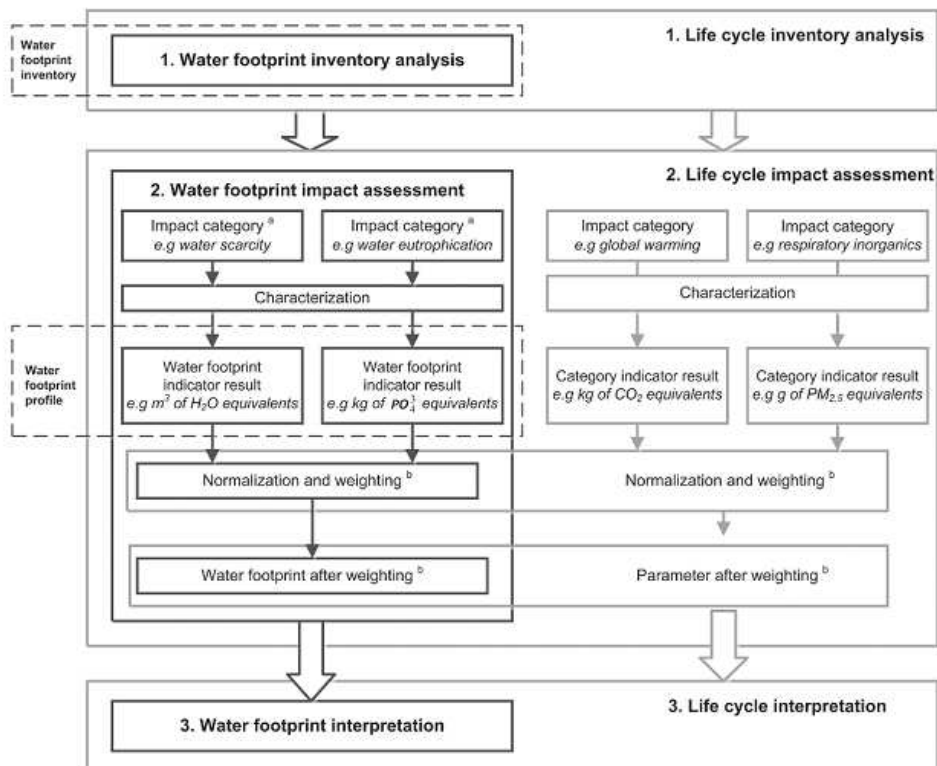 Water
footprint
inventory
1. Water footprint inventory analysis
1. Life cycle inventory analysis
2. Water footprint impact assessment
2. Life cycle impact assessment
Impact category ᵃ
e.g water scarcity
Impact category ᵃ
e.g water eutrophication
Impact category
e.g global warming
Impact category
e.g respiratory inorganics
Characterization
Characterization
Water
footprint
profile
Water footprint
indicator result
e.g m³ of H₂O equivalents
Water footprint
indicator result
e.g kg of PO₄³⁻ equivalents
Category indicator result
e.g kg of CO₂ equivalents
Category indicator result
e.g g of PM₂.₅ equivalents
Normalization and weighting ᵇ
Normalization and weighting ᵇ
Water footprint after weighting ᵇ
Parameter after weighting ᵇ
3. Water footprint interpretation
3. Life cycle interpretation